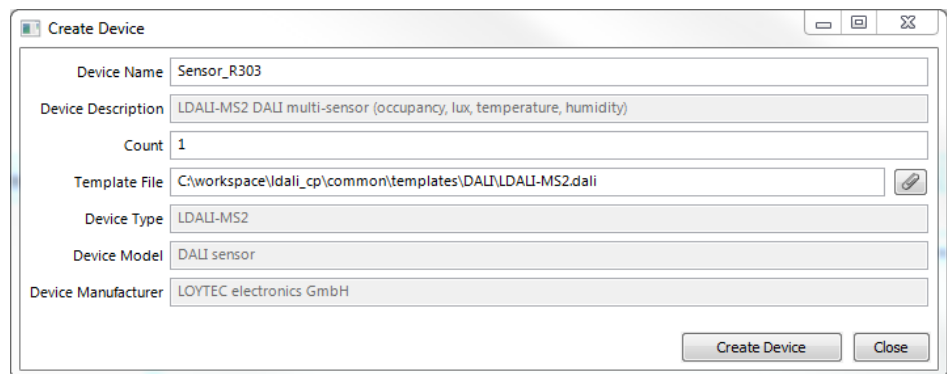 Create Device
Device Name Sensor_R303
Device Description LDALI-MS2 DALI multi-sensor (occupancy, lux, temperature, humidity)
Count 1
Template File C:\workspace\ldali_cp\common\templates\DALI\LDALI-MS2.dali
Device Type LDALI-MS2
Device Model DALI sensor
Device Manufacturer LOYTEC electronics GmbH
Create Device Close